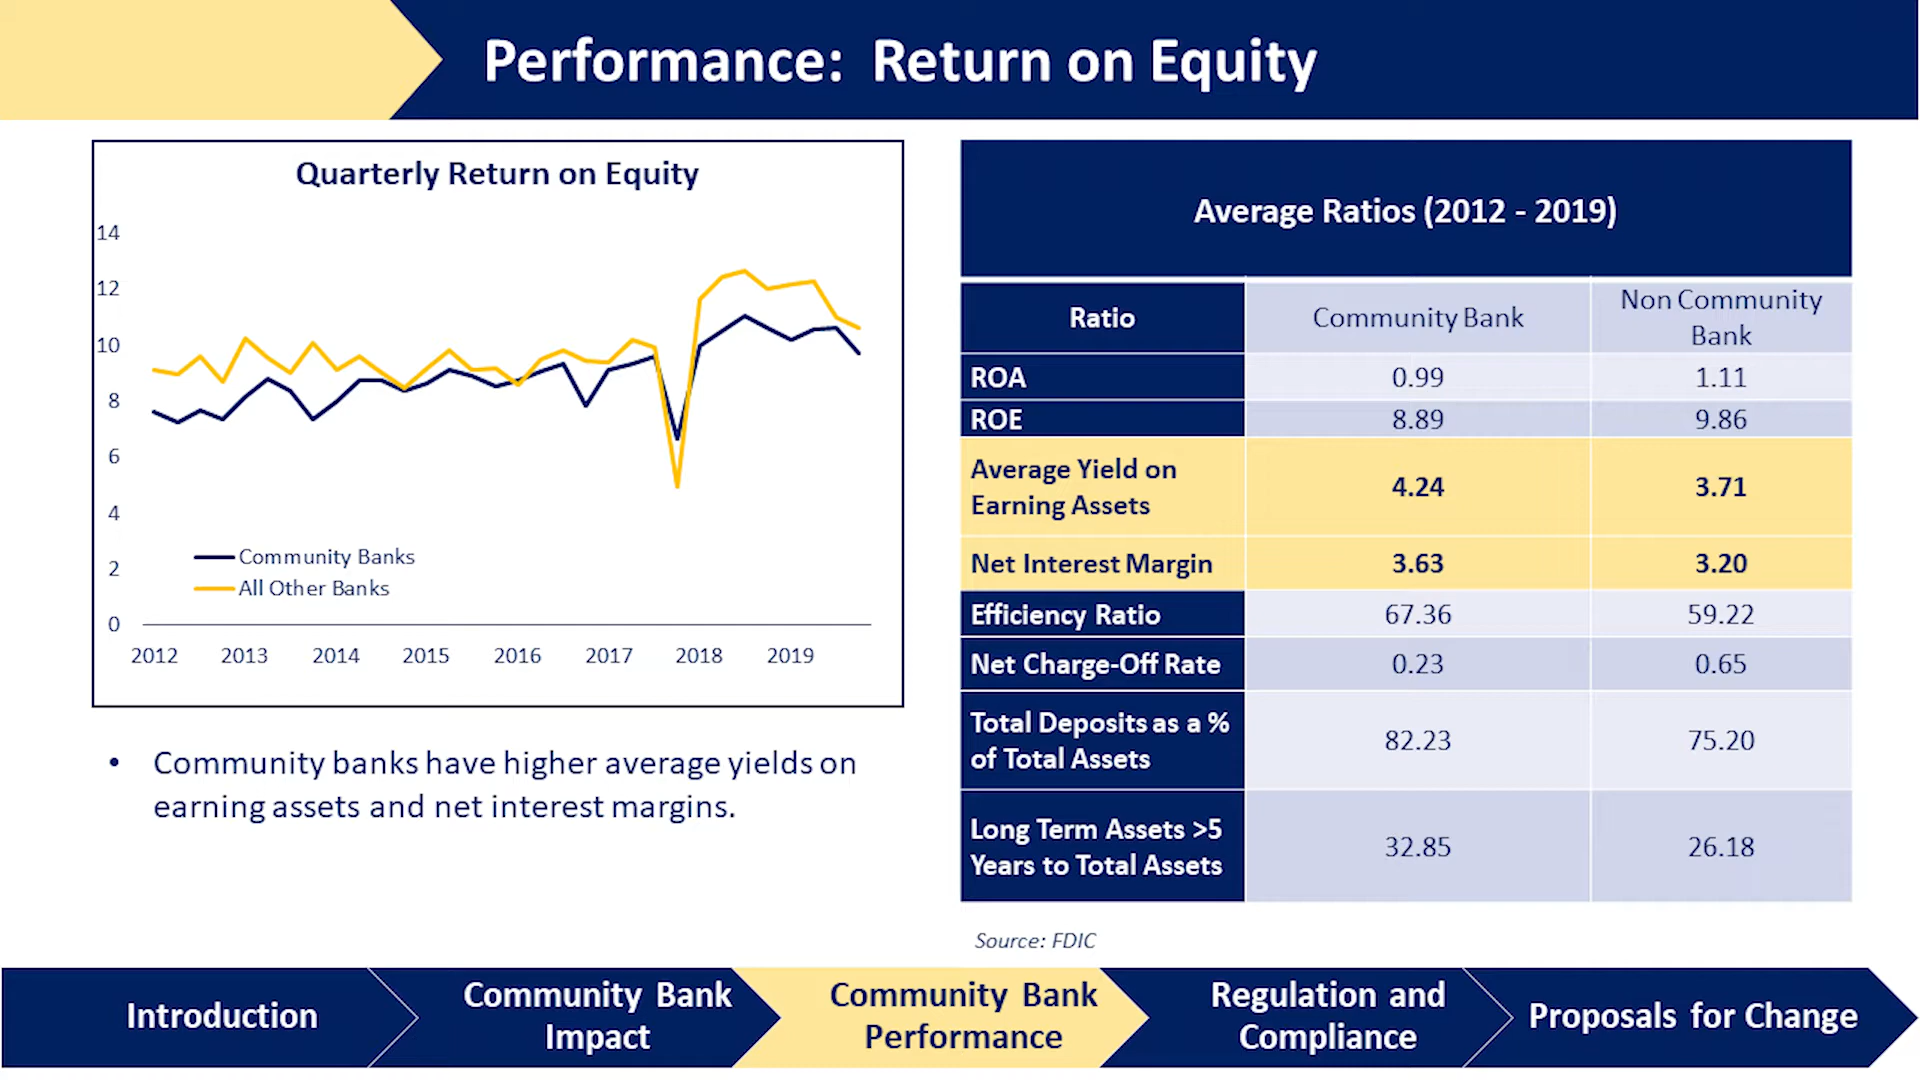 Performance: Return on Equity
Quarterly Return on Equity
14
12
10
8
6
4
2
0
Community Banks
All Other Banks
2012 2013 2014 2015 2016 2017 2018 2019
• Community banks have higher average yields on
earning assets and net interest margins.
Average Ratios (2012 - 2019)
Ratio Community Bank Non Community
Bank
ROA 0.99 1.11
ROE 8.89 9.86
Average Yield on
Earning Assets 4.24 3.71
Net Interest Margin 3.63 3.20
Efficiency Ratio 67.36 59.22
Net Charge-Off Rate 0.23 0.65
Total Deposits as a %
of Total Assets 82.23 75.20
Long Term Assets >5
Years to Total Assets 32.85 26.18
Source: FDIC
Introduction
Community Bank
Impact
Community Bank
Performance
Regulation and
Compliance
Proposals for Change